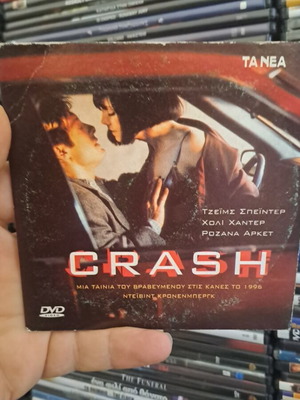 ΤΑ ΝΕΑ
ΤΖΕΪΜΣ ΣΠΕΪΝΤΕΡ
ΧΟΛΙ ΧΑΝΤΕΡ
ΡΟΖΑΝΑ ΑΡΚΕΤ
CRASH
ΜΙΑ ΤΑΙΝΙΑ ΤΟΥ ΒΡΑΒΕΥΜΕΝΟΥ ΣΤΙΣ ΚΑΝΕΣ ΤΟ 1996
ΝΤΕΪΒΙΝΤ ΚΡΟΝΕΝΜΠΕΡΓΚ
DVD
THE FUNERAL